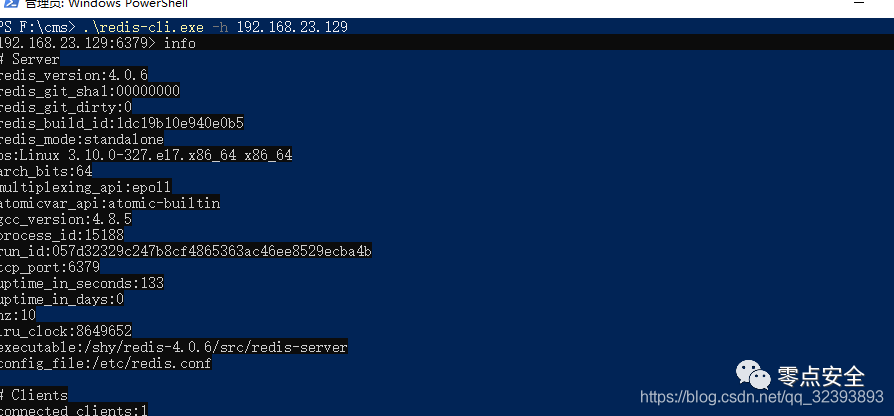 管理员: Windows PowerShell
PS F:\cms> .\redis-cli.exe -h 192.168.23.129
192.168.23.129:6379> info
# Server
redis_version:4.0.6
redis_git_sha1:00000000
redis_git_dirty:0
redis_build_id:1dc19b10e940e0b5
redis_mode:standalone
os:Linux 3.10.0-327.el7.x86_64 x86_64
arch_bits:64
multiplexing_api:epoll
atomicvar_api:atomic-builtin
gcc_version:4.8.5
process_id:15188
run_id:057d32329c247b8cf4865363ac46ee8529ecba4b
tcp_port:6379
uptime_in_seconds:133
uptime_in_days:0
hz:10
lru_clock:8649652
executable:/shy/redis-4.0.6/src/redis-server
config_file:/etc/redis.conf
零点安全
# Clients
https://blog.csdn.net/qq_32393893
connected_clients:1